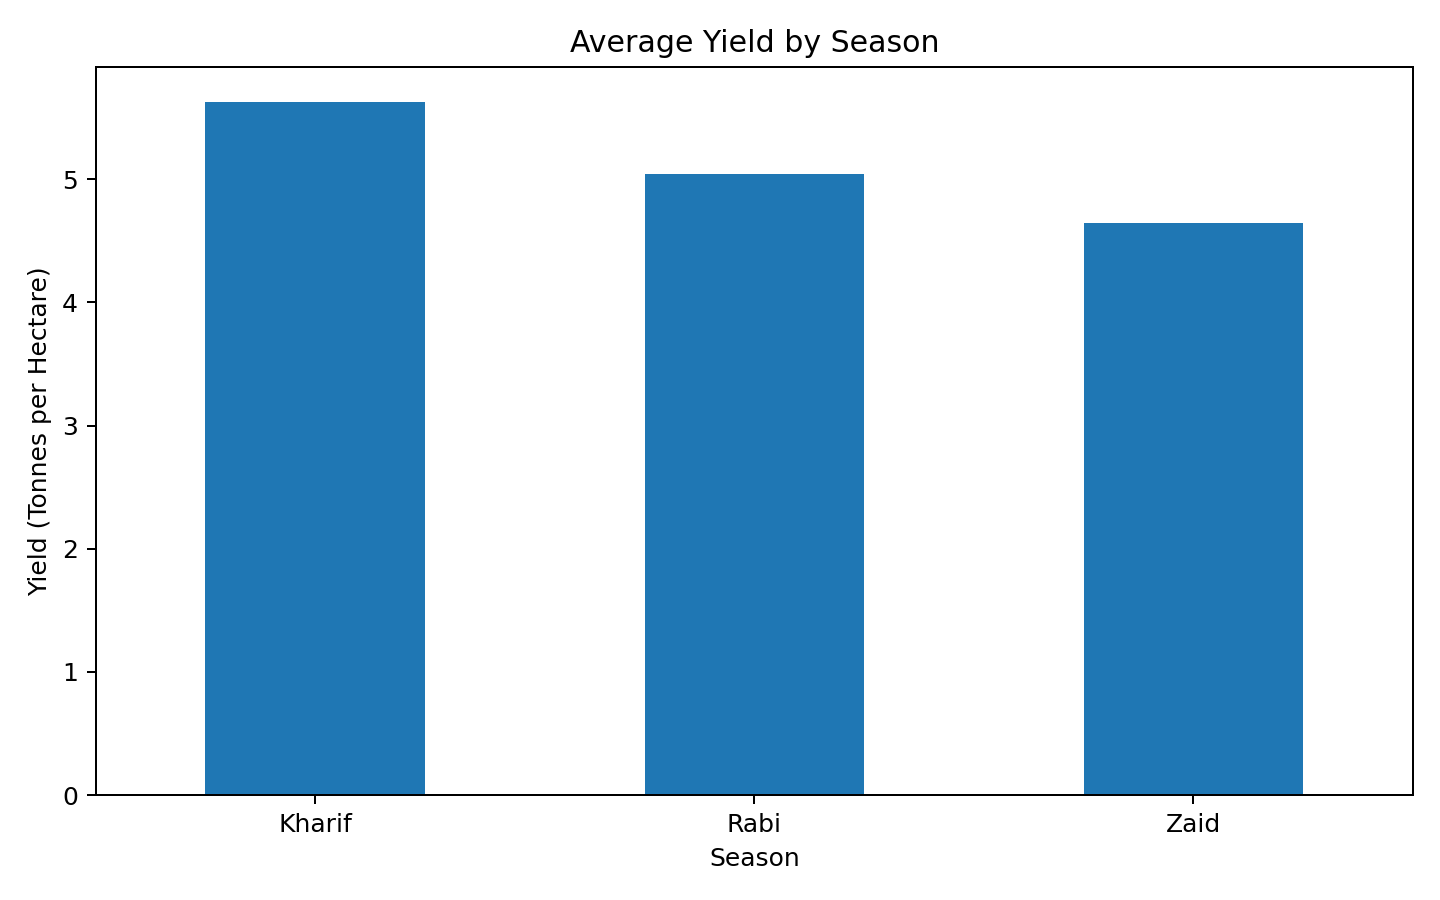 Average Yield by Season
Yield (Tonnes per Hectare)
5
4
3
2
1
0
Kharif Rabi Zaid
Season